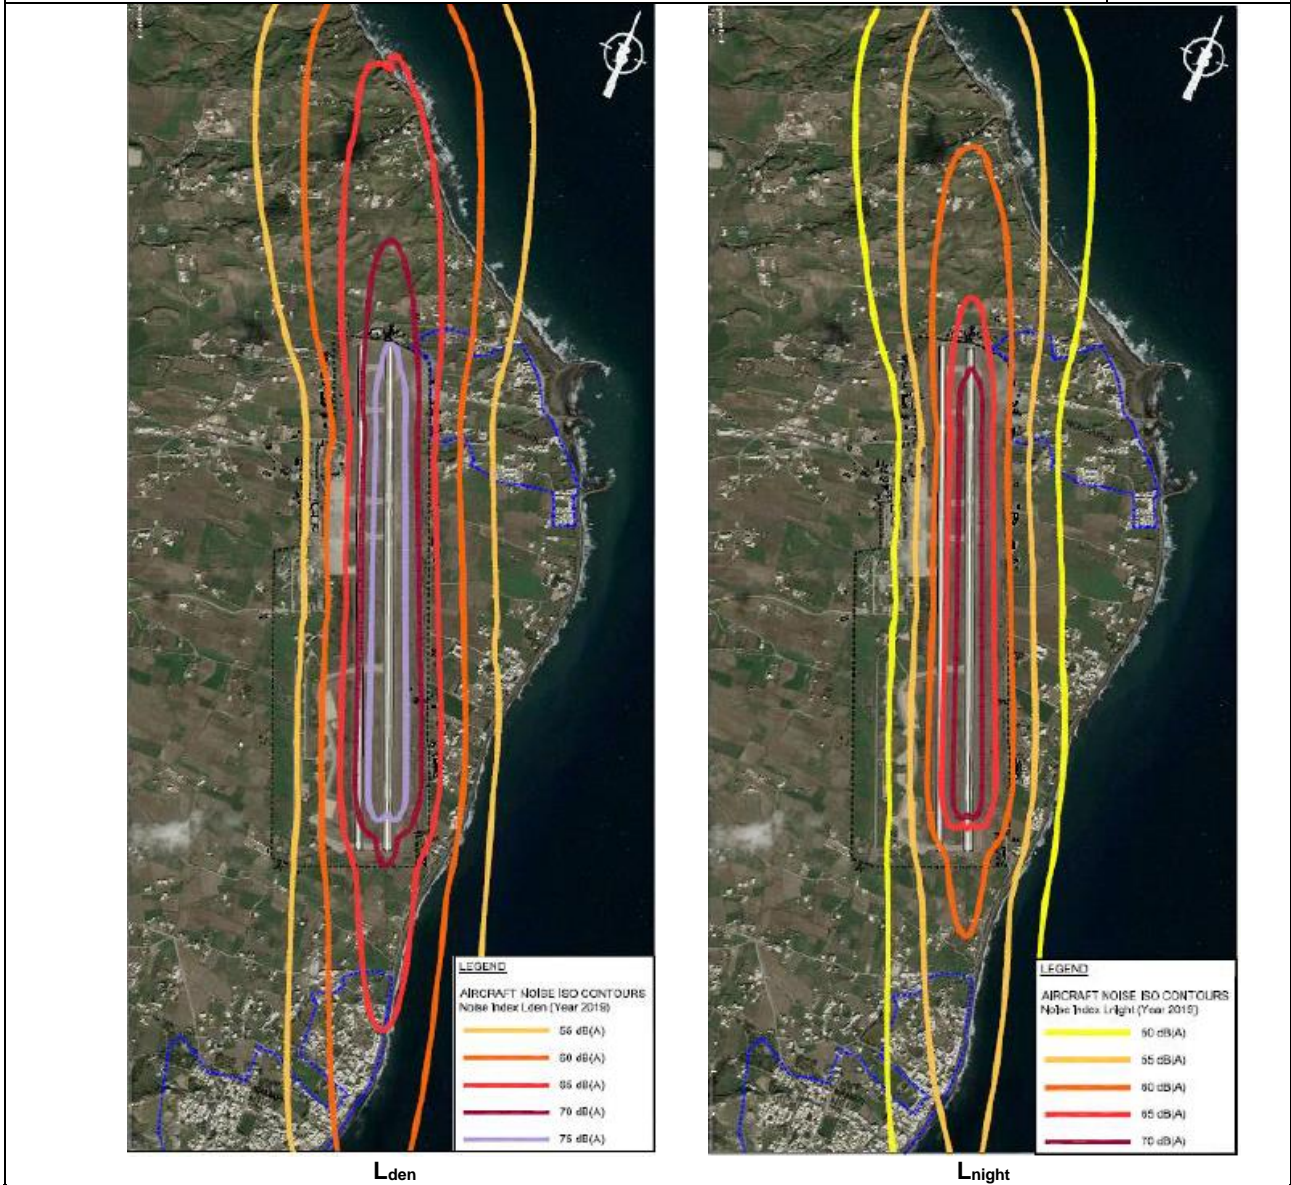 LEGEND
AIRCRAFT NOISE ISO CONTOURS
Noise Index Lden (Year 2019)
55 dB(A)
60 dB(A)
65 dB(A)
70 dB(A)
75 dB(A)
Lden
LEGEND
AIRCRAFT NOISE ISO CONTOURS
Noise Index Lnight (Year 2019)
50 dB(A)
55 dB(A)
60 dB(A)
65 dB(A)
70 dB(A)
Lnight